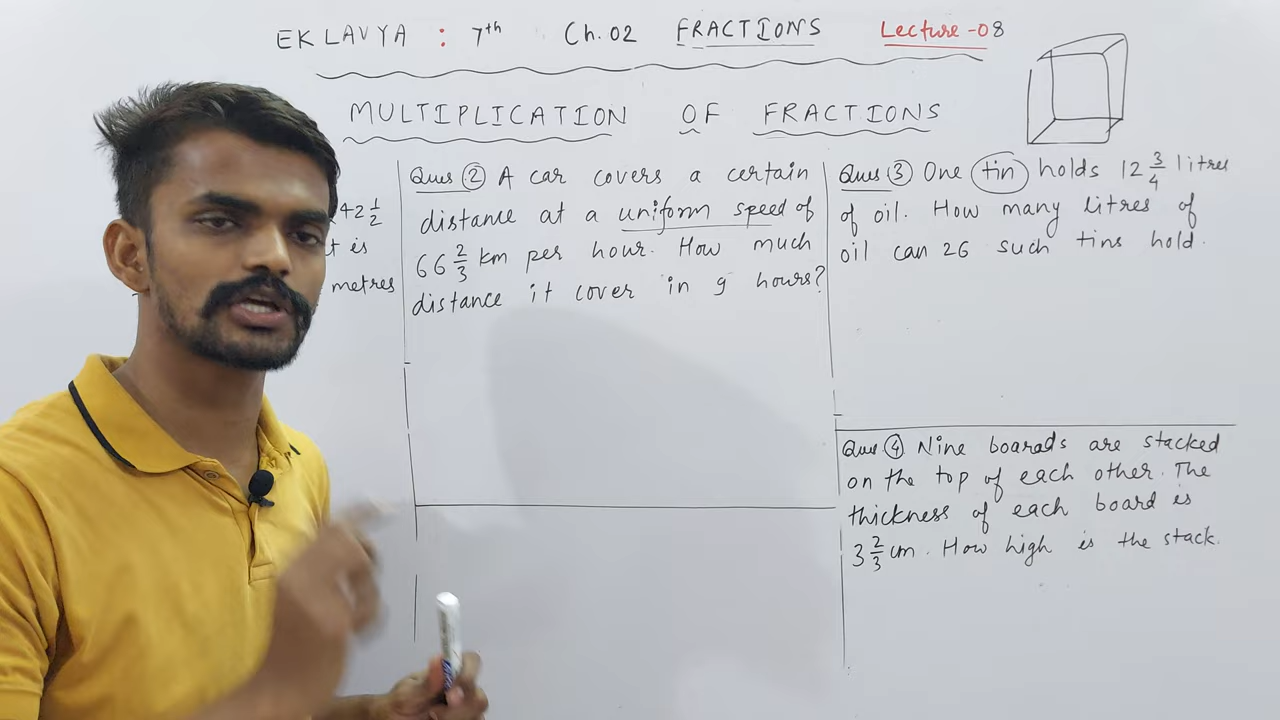 EKLAVYA : 7th Ch. 02 FRACTIONS Lecture -08
MULTIPLICATION OF FRACTIONS
42 1/2
t is
metres
Ques ② A car covers a certain
distance at a uniform speed of
66 2/3 km per hour. How much
distance it cover in 9 hours?
Ques ③ One tin holds 12 3/4 litres
of oil. How many litres of
oil can 26 such tins hold.
Ques ④ Nine boarads are stacked
on the top of each other. The
thickness of each board is
3 2/3 cm. How high is the stack.